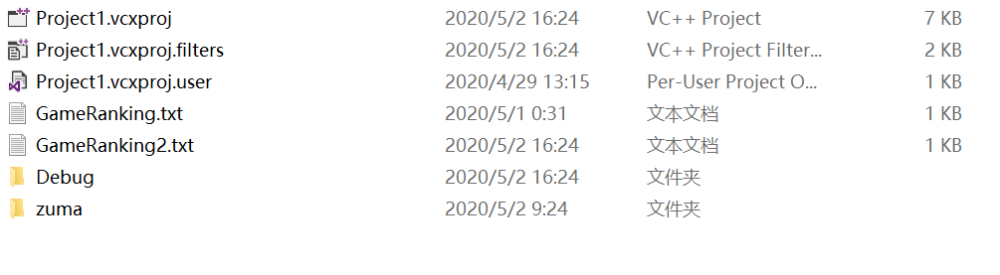 Project1.vcxproj 2020/5/2 16:24 VC++ Project 7 KB
Project1.vcxproj.filters 2020/5/2 16:24 VC++ Project Filter... 2 KB
Project1.vcxproj.user 2020/4/29 13:15 Per-User Project O... 1 KB
GameRanking.txt 2020/5/1 0:31 文本文档 1 KB
GameRanking2.txt 2020/5/2 16:24 文本文档 1 KB
Debug 2020/5/2 16:24 文件夹
zuma 2020/5/2 9:24 文件夹